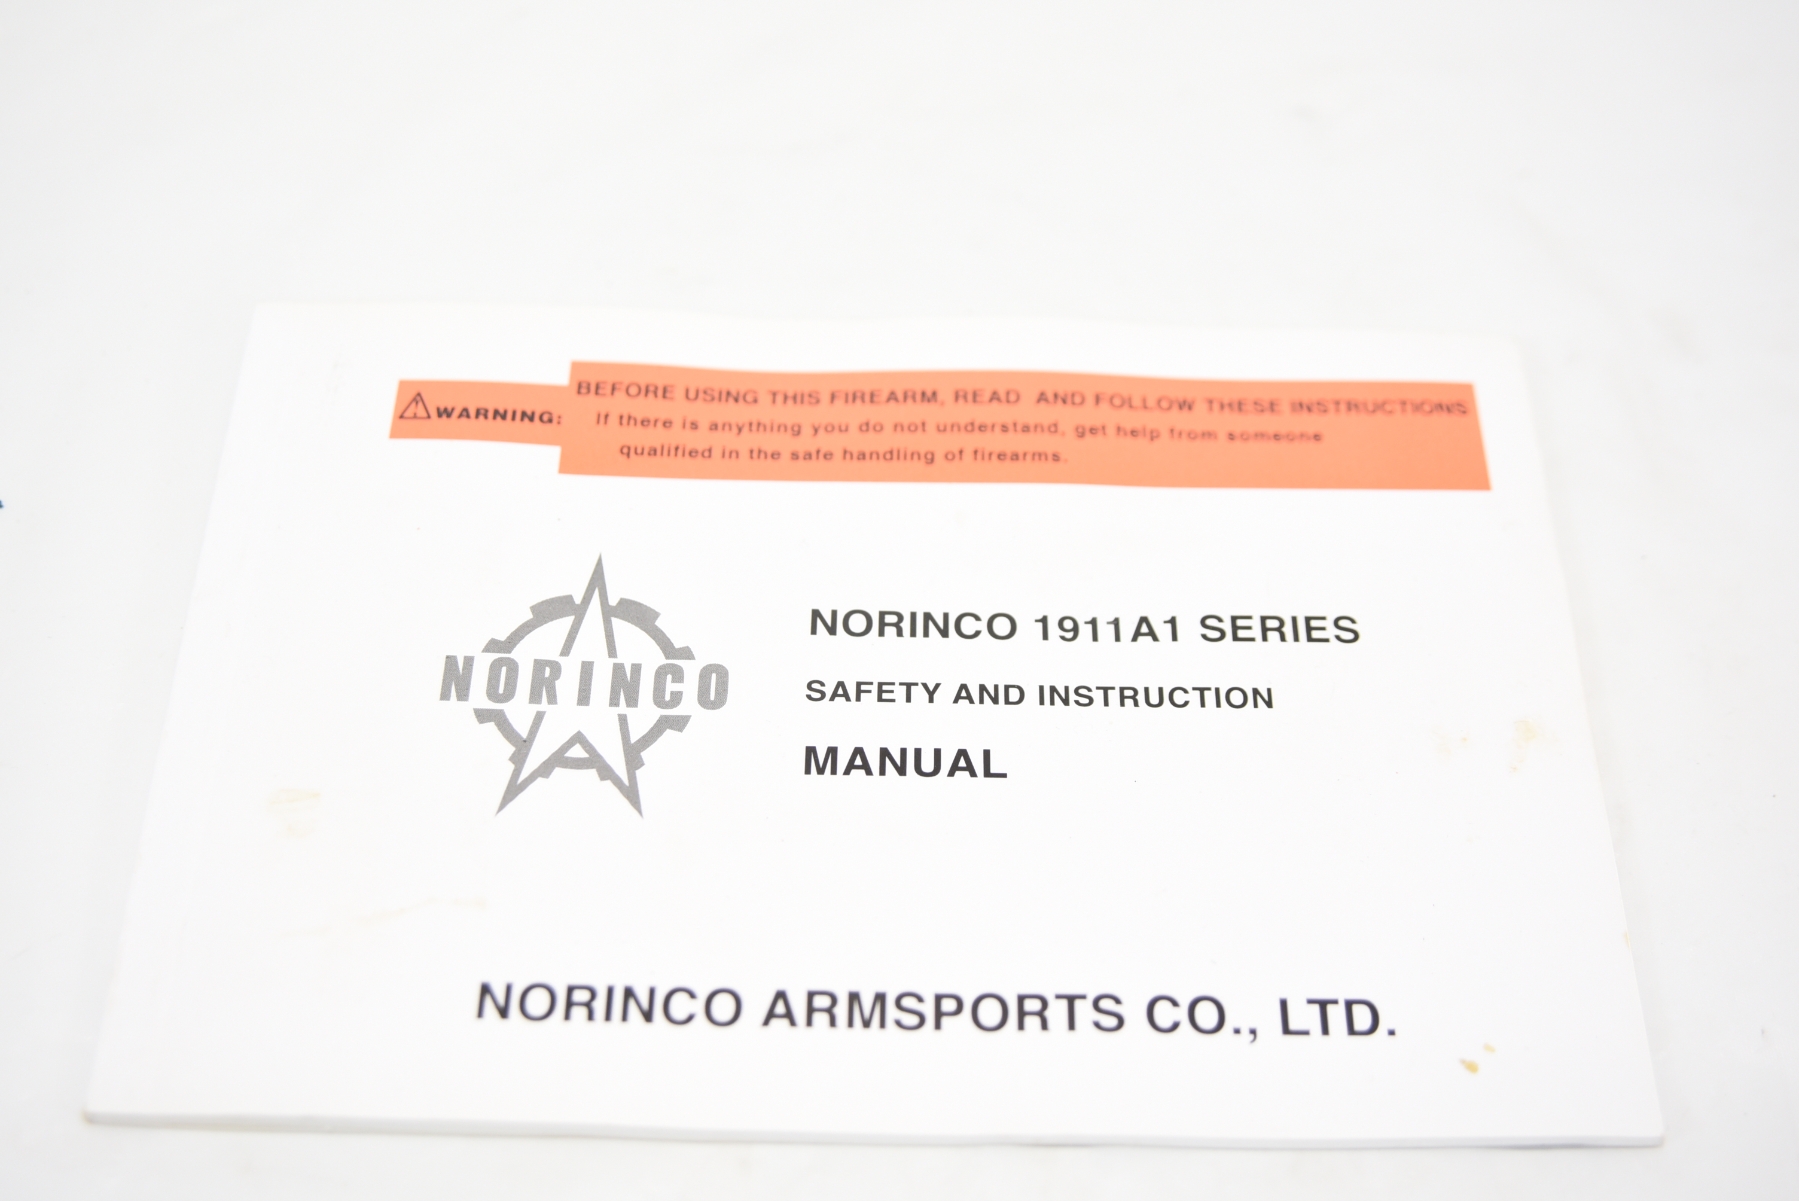 WARNING:
BEFORE USING THIS FIREARM, READ AND FOLLOW THESE INSTRUCTIONS
If there is anything you do not understand, get help from someone
qualified in the safe handling of firearms.
NORINCO
NORINCO 1911A1 SERIES
SAFETY AND INSTRUCTION
MANUAL
NORINCO ARMSPORTS CO., LTD.